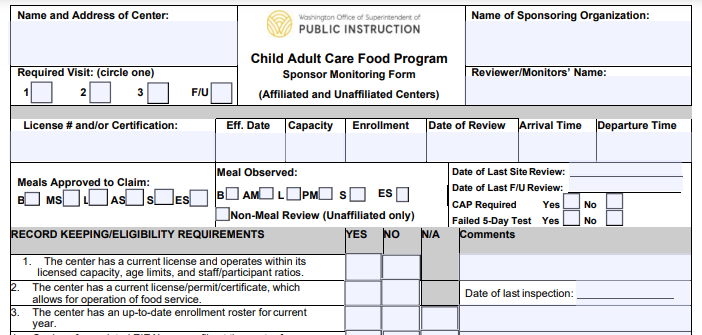 Name and Address of Center:
Washington Office of Superintendent of
PUBLIC INSTRUCTION
Name of Sponsoring Organization:
Child Adult Care Food Program
Sponsor Monitoring Form
(Affiliated and Unaffiliated Centers)
Required Visit: (circle one)
1 2 3 F/U
Reviewer/Monitors' Name:
License # and/or Certification:
Eff. Date
Capacity
Enrollment
Date of Review
Arrival Time
Departure Time
Meals Approved to Claim:
B MS L AS S ES
Meal Observed:
B AM L PM S ES
Non-Meal Review (Unaffiliated only)
Date of Last Site Review:
Date of Last F/U Review:
CAP Required Yes No
Failed 5-Day Test Yes No
RECORD KEEPING/ELIGIBILITY REQUIREMENTS YES NO N/A Comments
1. The center has a current license and operates within its
licensed capacity, age limits, and staff/participant ratios.
2. The center has a current license/permit/certificate, which
allows for operation of food service.
Date of last inspection:
3. The center has an up-to-date enrollment roster for current
year.